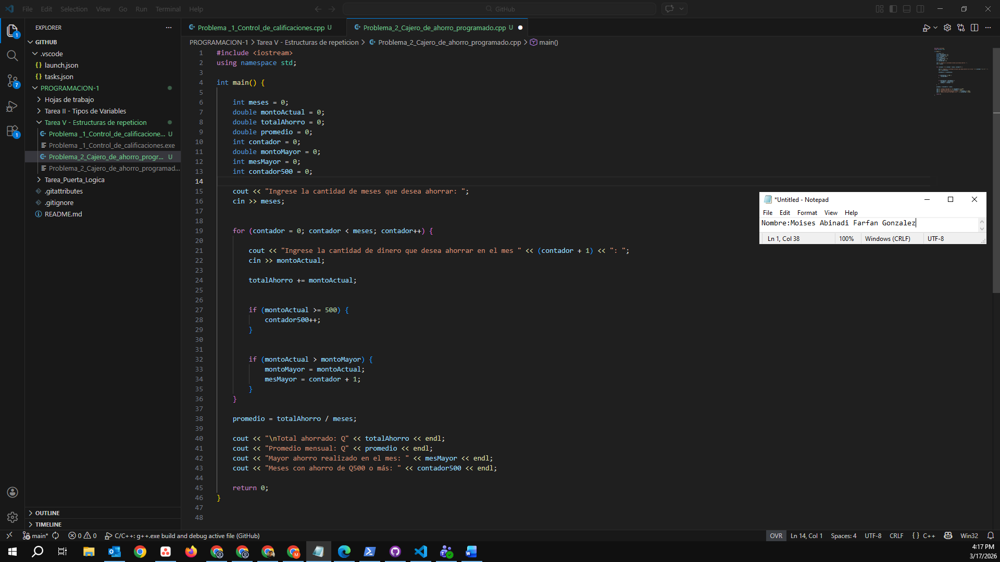 File Edit Selection View Go Run Terminal Help
GitHub
EXPLORER
GITHUB
.vscode
launch.json
tasks.json
PROGRAMACION-1
Hojas de trabajo
Tarea II - Tipos de Variables
Tarea V - Estructuras de repeticion
Problema _1_Control_de_calificacione... U
Problema _1_Control_de_calificaciones.exe
Problema_2_Cajero_de_ahorro_progr... U
Problema_2_Cajero_de_ahorro_programad...
Tarea_Puerta_Logica
.gitattributes
.gitignore
README.md
OUTLINE
TIMELINE
Problema _1_Control_de_calificaciones.cpp U
Problema_2_Cajero_de_ahorro_programado.cpp U
PROGRAMACION-1 > Tarea V - Estructuras de repeticion > Problema_2_Cajero_de_ahorro_programado.cpp > main()
1 #include <iostream>
2 using namespace std;
3
4 int main() {
5
6 int meses = 0;
7 double montoActual = 0;
8 double totalAhorro = 0;
9 double promedio = 0;
10 int contador = 0;
11 double montoMayor = 0;
12 int mesMayor = 0;
13 int contador500 = 0;
14
15 cout << "Ingrese la cantidad de meses que desea ahorrar: ";
16 cin >> meses;
17
18
19 for (contador = 0; contador < meses; contador++) {
20
21 cout << "Ingrese la cantidad de dinero que desea ahorrar en el mes " << (contador + 1) << ": ";
22 cin >> montoActual;
23
24 totalAhorro += montoActual;
25
26
27 if (montoActual >= 500) {
28 contador500++;
29 }
30
31
32 if (montoActual > montoMayor) {
33 montoMayor = montoActual;
34 mesMayor = contador + 1;
35 }
36 }
37
38 promedio = totalAhorro / meses;
39
40 cout << "\nTotal ahorrado: Q" << totalAhorro << endl;
41 cout << "Promedio mensual: Q" << promedio << endl;
42 cout << "Mayor ahorro realizado en el mes: " << mesMayor << endl;
43 cout << "Meses con ahorro de Q500 o más: " << contador500 << endl;
44
45 return 0;
46 }
47
48
*Untitled - Notepad
File Edit Format View Help
Nombre:Moises Abinadi Farfan Gonzalez
Ln 1, Col 38 100% Windows (CRLF) UTF-8
1
7
1
main* 0 0 C/C++: g++.exe build and debug active file (GitHub)
OVR Ln 14, Col 1 Spaces: 4 UTF-8 CRLF {} C++ Win32
4:17 PM
3/17/2026